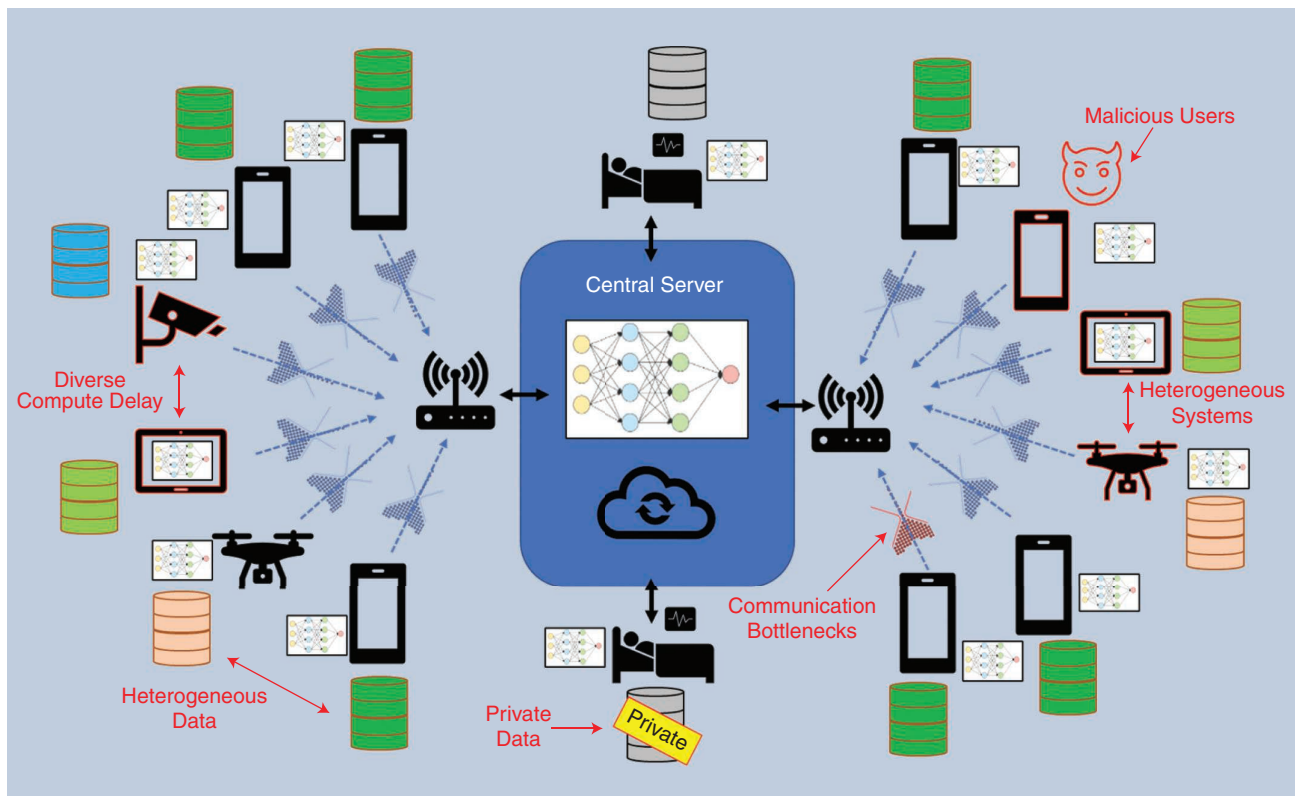 Malicious Users
Central Server
Diverse
Compute Delay
Heterogeneous
Systems
Communication
Bottlenecks
Heterogeneous
Data
Private
Data
Private